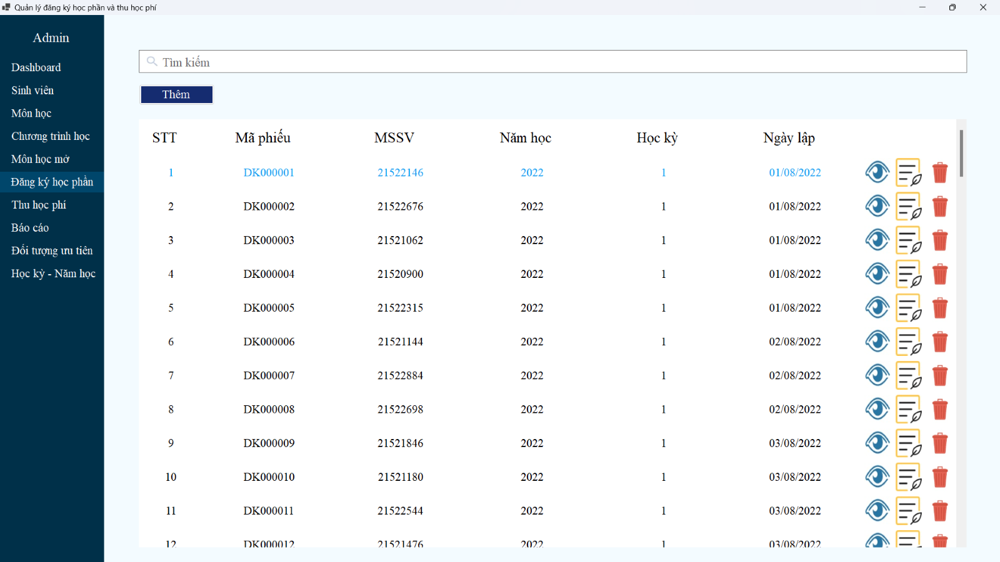 Quản lý đăng ký học phần và thu học phí
Admin
Dashboard
Sinh viên
Môn học
Chương trình học
Môn học mở
Đăng ký học phần
Thu học phí
Báo cáo
Đối tượng ưu tiên
Học kỳ - Năm học
Tìm kiếm
Thêm
STT Mã phiếu MSSV Năm học Học kỳ Ngày lập
1 DK000001 21522146 2022 1 01/08/2022
2 DK000002 21522676 2022 1 01/08/2022
3 DK000003 21521062 2022 1 01/08/2022
4 DK000004 21520900 2022 1 01/08/2022
5 DK000005 21522315 2022 1 01/08/2022
6 DK000006 21521144 2022 1 02/08/2022
7 DK000007 21522884 2022 1 02/08/2022
8 DK000008 21522698 2022 1 02/08/2022
9 DK000009 21521846 2022 1 03/08/2022
10 DK000010 21521180 2022 1 03/08/2022
11 DK000011 21522544 2022 1 03/08/2022
12 DK000012 21521476 2022 1 03/08/2022